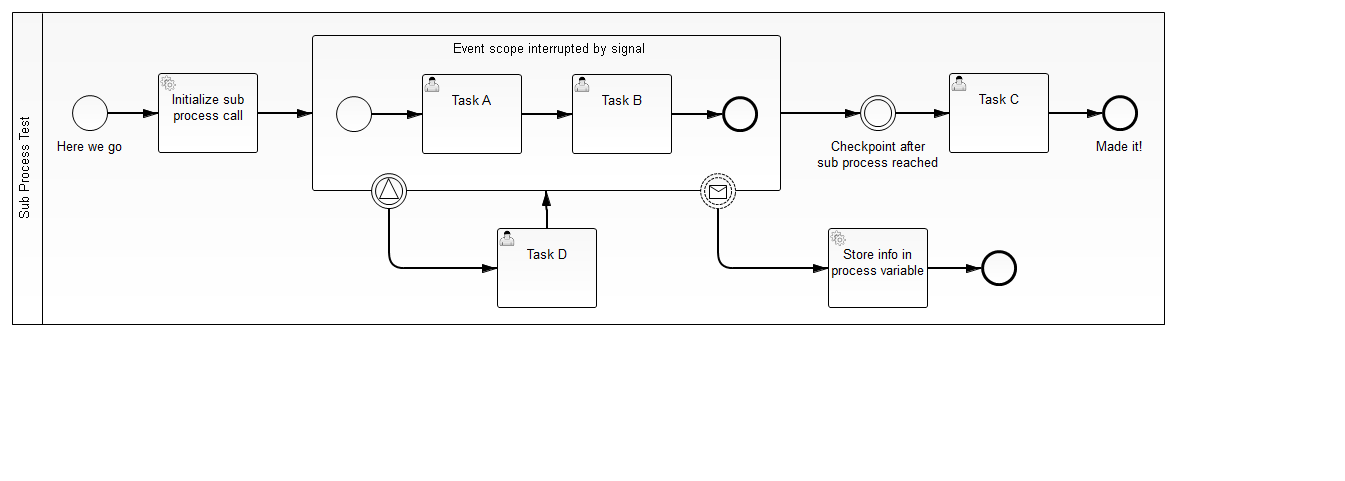 Sub Process Test
Here we go
Initialize sub
process call
Event scope interrupted by signal
Task A
Task B
Checkpoint after
sub process reached
Task C
Made it!
Task D
Store info in
process variable